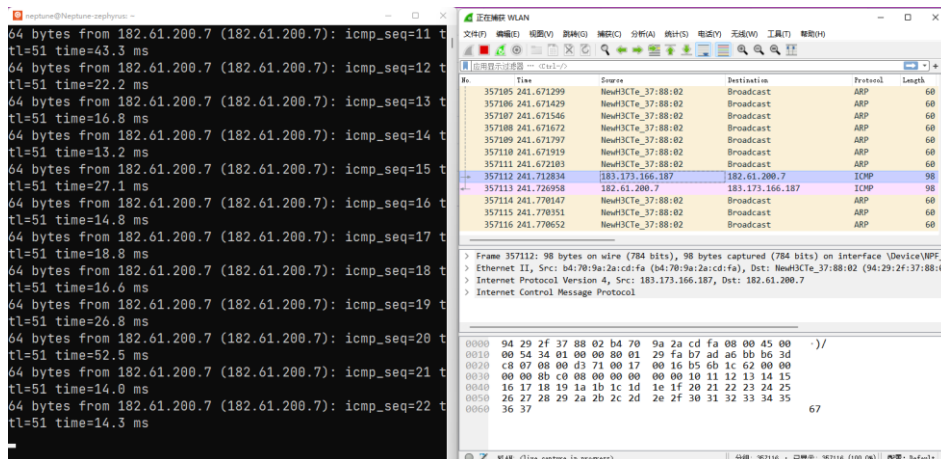 neptune@Neptune-zephyrus: ~
64 bytes from 182.61.200.7 (182.61.200.7): icmp_seq=11 t
tl=51 time=43.3 ms
64 bytes from 182.61.200.7 (182.61.200.7): icmp_seq=12 t
tl=51 time=22.2 ms
64 bytes from 182.61.200.7 (182.61.200.7): icmp_seq=13 t
tl=51 time=16.8 ms
64 bytes from 182.61.200.7 (182.61.200.7): icmp_seq=14 t
tl=51 time=13.2 ms
64 bytes from 182.61.200.7 (182.61.200.7): icmp_seq=15 t
tl=51 time=27.1 ms
64 bytes from 182.61.200.7 (182.61.200.7): icmp_seq=16 t
tl=51 time=14.8 ms
64 bytes from 182.61.200.7 (182.61.200.7): icmp_seq=17 t
tl=51 time=18.8 ms
64 bytes from 182.61.200.7 (182.61.200.7): icmp_seq=18 t
tl=51 time=16.6 ms
64 bytes from 182.61.200.7 (182.61.200.7): icmp_seq=19 t
tl=51 time=26.8 ms
64 bytes from 182.61.200.7 (182.61.200.7): icmp_seq=20 t
tl=51 time=52.5 ms
64 bytes from 182.61.200.7 (182.61.200.7): icmp_seq=21 t
tl=51 time=14.0 ms
64 bytes from 182.61.200.7 (182.61.200.7): icmp_seq=22 t
tl=51 time=14.3 ms
正在捕获 WLAN
文件(F) 编辑(E) 视图(V) 跳转(G) 捕获(C) 分析(A) 统计(S) 电话(Y) 无线(W) 工具(T) 帮助(H)
应用显示过滤器 … <Ctrl-/>
No. Time Source Destination Protocol Length
357105 241.671299 NewH3CTe_37:88:02 Broadcast ARP 60
357106 241.671429 NewH3CTe_37:88:02 Broadcast ARP 60
357107 241.671546 NewH3CTe_37:88:02 Broadcast ARP 60
357108 241.671672 NewH3CTe_37:88:02 Broadcast ARP 60
357109 241.671797 NewH3CTe_37:88:02 Broadcast ARP 60
357110 241.671919 NewH3CTe_37:88:02 Broadcast ARP 60
357111 241.672103 NewH3CTe_37:88:02 Broadcast ARP 60
357112 241.712834 183.173.166.187 182.61.200.7 ICMP 98
357113 241.726958 182.61.200.7 183.173.166.187 ICMP 98
357114 241.770147 NewH3CTe_37:88:02 Broadcast ARP 60
357115 241.770351 NewH3CTe_37:88:02 Broadcast ARP 60
357116 241.770652 NewH3CTe_37:88:02 Broadcast ARP 60
> Frame 357112: 98 bytes on wire (784 bits), 98 bytes captured (784 bits) on interface \Device\NPF_
> Ethernet II, Src: b4:70:9a:2a:cd:fa (b4:70:9a:2a:cd:fa), Dst: NewH3CTe_37:88:02 (94:29:2f:37:88:
> Internet Protocol Version 4, Src: 183.173.166.187, Dst: 182.61.200.7
> Internet Control Message Protocol
0000 94 29 2f 37 88 02 b4 70 9a 2a cd fa 08 00 45 00 ·)/
0010 00 54 34 01 00 00 80 01 29 fa b7 ad a6 bb b6 3d
0020 c8 07 08 00 d3 71 00 17 00 16 b5 6b 1c 62 00 00
0030 00 00 8b c0 08 00 00 00 00 00 10 11 12 13 14 15
0040 16 17 18 19 1a 1b 1c 1d 1e 1f 20 21 22 23 24 25
0050 26 27 28 29 2a 2b 2c 2d 2e 2f 30 31 32 33 34 35
0060 36 37 67
WLAN: <live capture in progress> 分组: 357116 · 已显示: 357116 (100.0%) 配置: Default